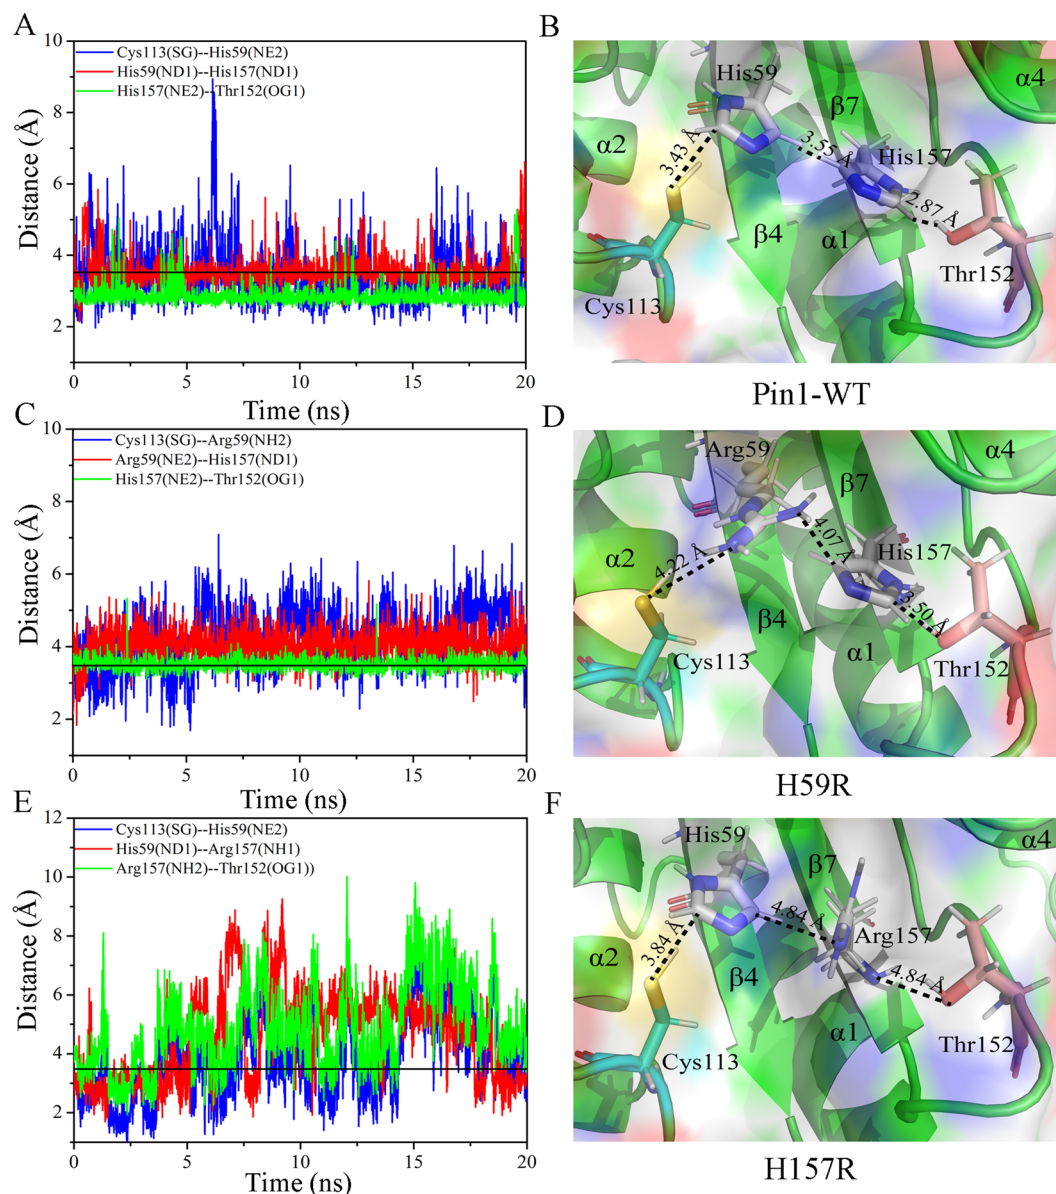 A
10
8
6
4
2
Distance (Å)
Cys113(SG)--His59(NE2)
His59(ND1)--His157(ND1)
His157(NE2)--Thr152(OG1)
0
5
10
15
20
Time (ns)
B
His59
α4
β7
α2
3.43 Å
3.55 Å
His157
2.87 Å
β4
α1
Thr152
Cys113
Pin1-WT
C
10
8
6
4
2
Distance (Å)
Cys113(SG)--Arg59(NH2)
Arg59(NE2)--His157(ND1)
His157(NE2)--Thr152(OG1)
0
5
10
15
20
Time (ns)
D
Arg59
α4
β7
α2
4.22 Å
4.07 Å
His157
3.50 Å
β4
α1
Cys113
Thr152
H59R
E
12
10
8
6
4
2
Distance (Å)
Cys113(SG)--His59(NE2)
His59(ND1)--Arg157(NH1)
Arg157(NH2)--Thr152(OG1))
0
5
10
15
20
Time (ns)
F
His59
α4
β7
α2
3.84 Å
4.84 Å
Arg157
4.84 Å
β4
α1
Cys113
Thr152
H157R